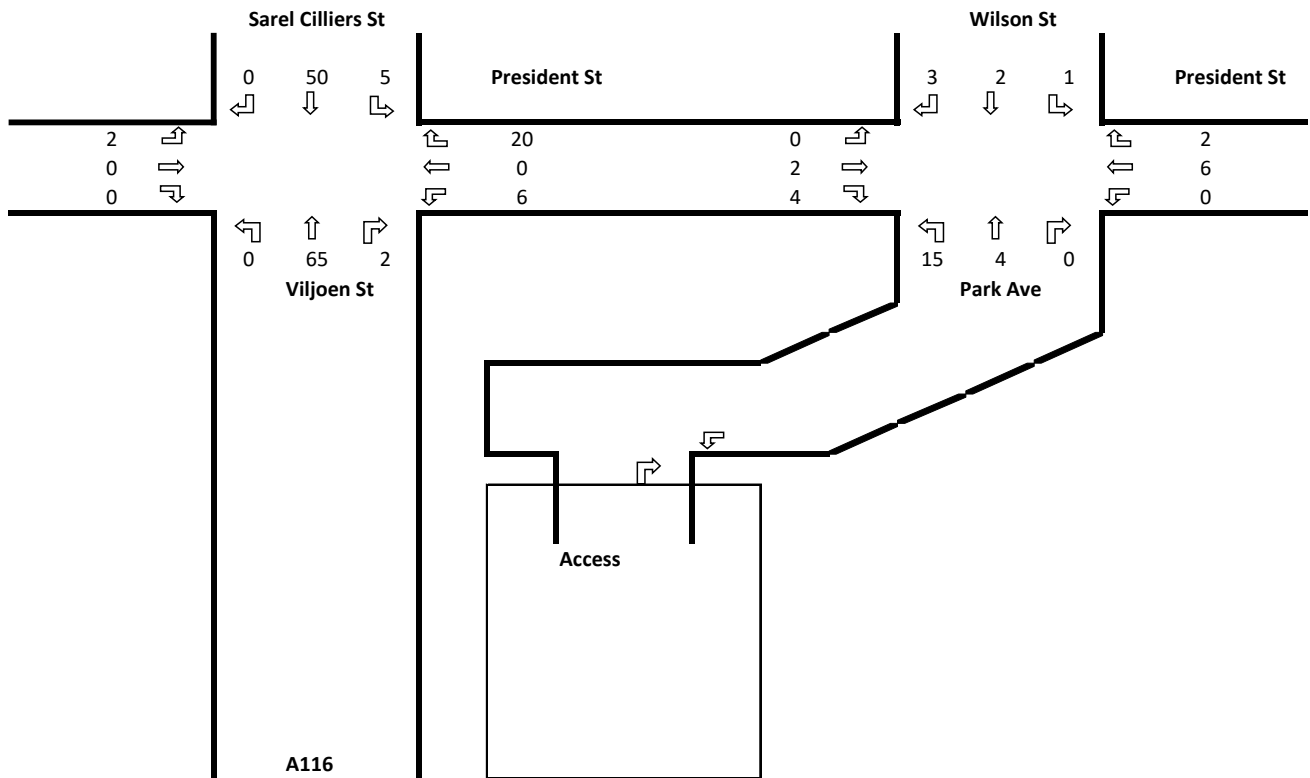 Sarel Cilliers St Wilson St
0 50 5 President St 3 2 1 President St
2 20 0 2
0 0 2 6
0 6 4 0
0 65 2 15 4 0
Viljoen St Park Ave
Access
A116